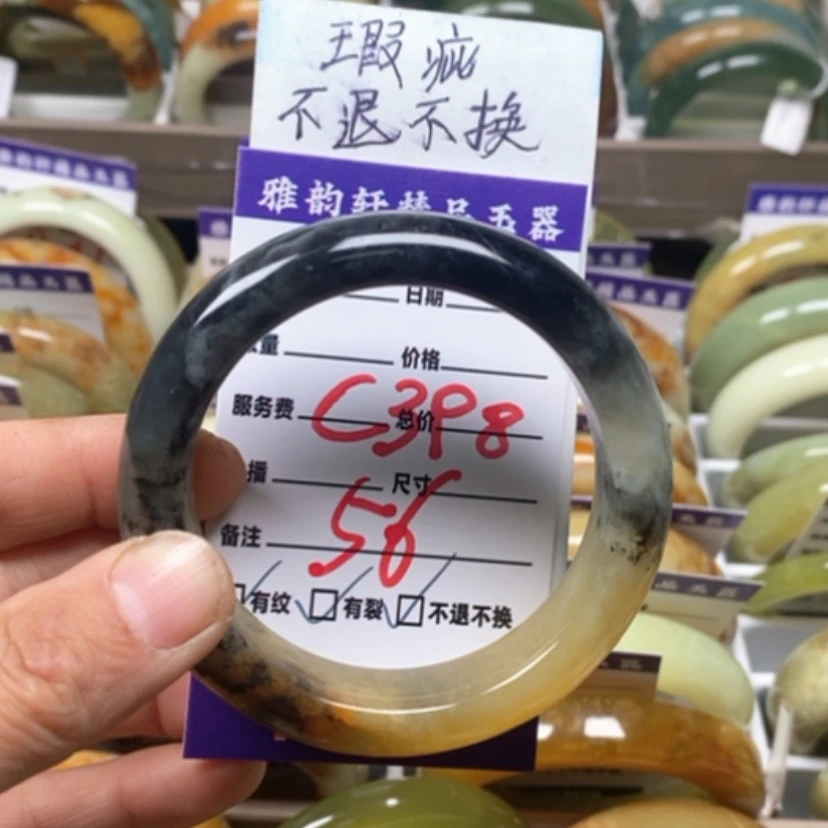 瑕疵
不退不换
雅韵轩精品玉器
日期
量 价格
服务费 总价
C398
播 尺寸
56
备注
有纹 有裂 不退不换